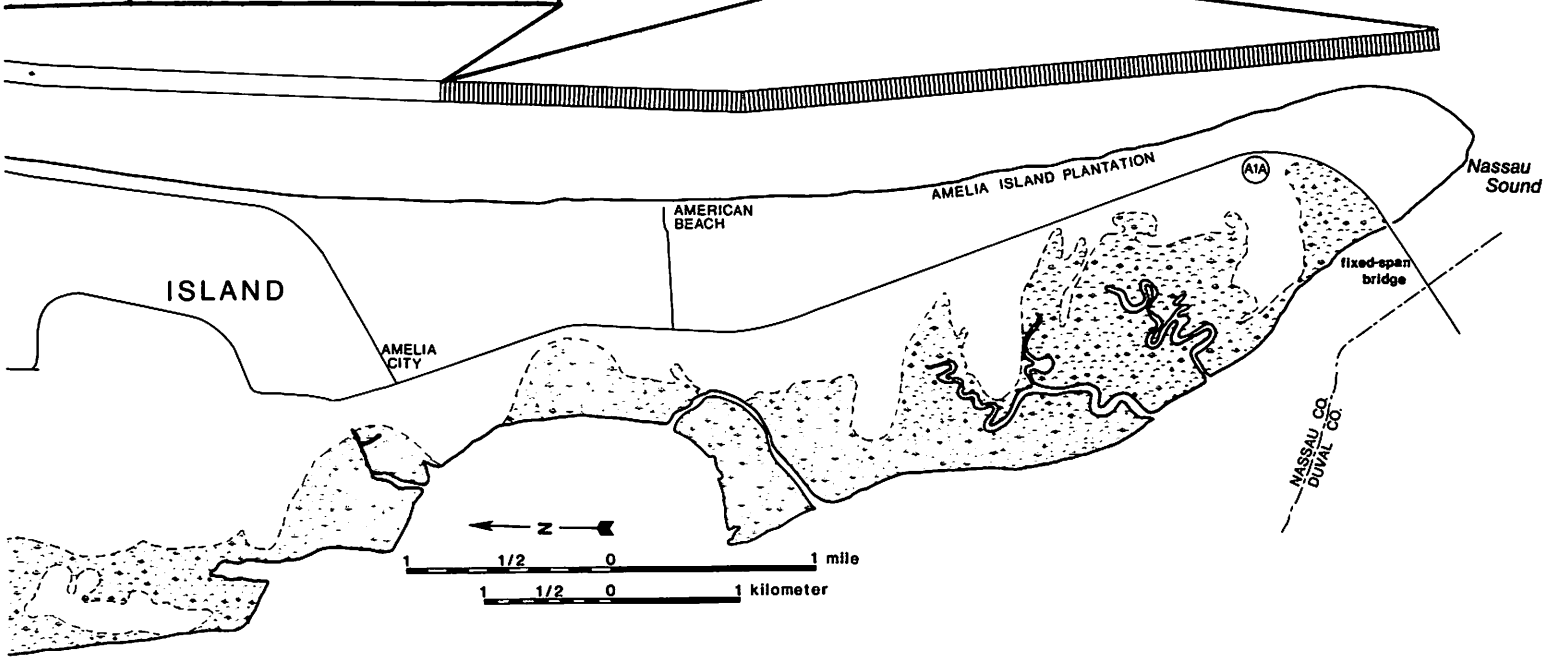 AMELIA ISLAND PLANTATION
A1A
Nassau
Sound
AMERICAN
BEACH
ISLAND
fixed-span
bridge
AMELIA
CITY
NASSAU CO.
DUVAL CO.
N
1 1/2 0 1 mile
1 1/2 0 1 kilometer